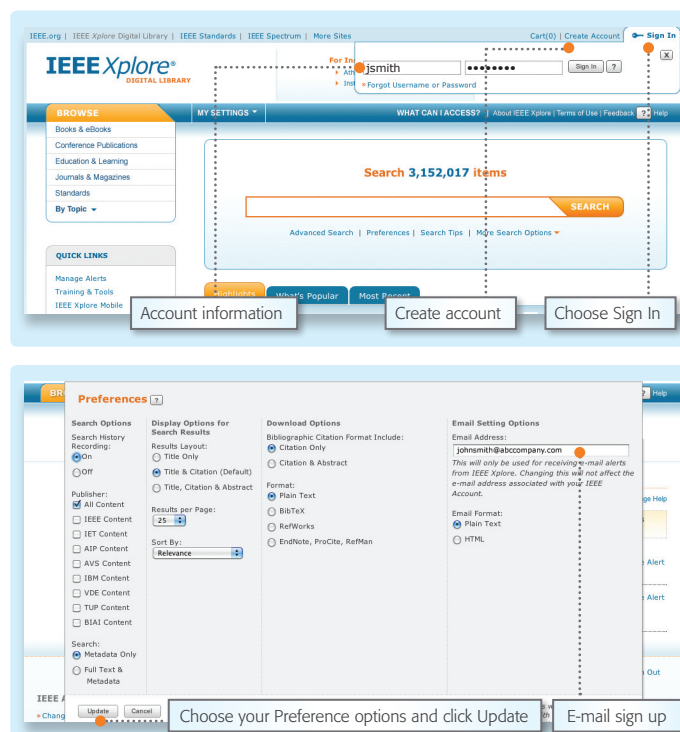 IEEE.org | IEEE Xplore Digital Library | IEEE Standards | IEEE Spectrum | More Sites
Cart(0) | Create Account
Sign In
IEEE Xplore®
DIGITAL LIBRARY
For In
Ath
Inst
jsmith
••••••••
Sign In
?
X
Forgot Username or Password
BROWSE
MY SETTINGS
WHAT CAN I ACCESS? | About IEEE Xplore | Terms of Use | Feedback ? Help
Books & eBooks
Conference Publications
Education & Learning
Journals & Magazines
Standards
By Topic
Search 3,152,017 items
SEARCH
Advanced Search | Preferences | Search Tips | More Search Options
QUICK LINKS
Manage Alerts
Training & Tools
IEEE Xplore Mobile
Highlights
What's Popular
Most Recent
Account information
Create account
Choose Sign In
BR
? Help
Preferences ?
Search Options
Search History
Recording:
On
Off
Publisher:
All Content
IEEE Content
IET Content
AIP Content
AVS Content
IBM Content
VDE Content
TUP Content
BIAI Content
Search:
Metadata Only
Full Text &
Metadata
Display Options for
Search Results
Results Layout:
Title Only
Title & Citation (Default)
Title, Citation & Abstract
Results per Page:
25
Sort By:
Relevance
Download Options
Bibliographic Citation Format Include:
Citation Only
Citation & Abstract
Format:
Plain Text
BibTeX
RefWorks
EndNote, ProCite, RefMan
Email Setting Options
Email Address:
johnsmith@abccompany.com
This will only be used for receiving e-mail alerts
from IEEE Xplore. Changing this will not affect the
e-mail address associated with your IEEE
Account.
Email Format:
Plain Text
HTML
ge Help
Alert
Alert
Out
IEEE A
Chang
Update
Cancel
Choose your Preference options and click Update
E-mail sign up